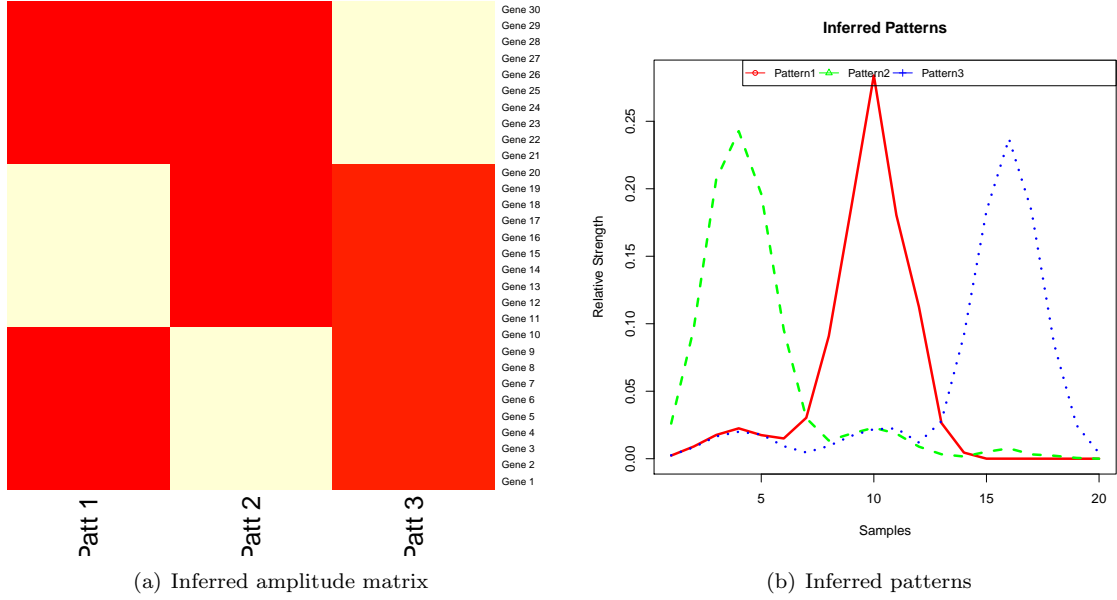 Gene 30
Gene 29
Gene 28
Gene 27
Gene 26
Gene 25
Gene 24
Gene 23
Gene 22
Gene 21
Gene 20
Gene 19
Gene 18
Gene 17
Gene 16
Gene 15
Gene 14
Gene 13
Gene 12
Gene 11
Gene 10
Gene 9
Gene 8
Gene 7
Gene 6
Gene 5
Gene 4
Gene 3
Gene 2
Gene 1
Patt 1
Patt 2
Patt 3
(a) Inferred amplitude matrix
Inferred Patterns
Pattern1 Pattern2 Pattern3
Relative Strength
0.25
0.20
0.15
0.10
0.05
0.00
5 10 15 20
Samples
(b) Inferred patterns